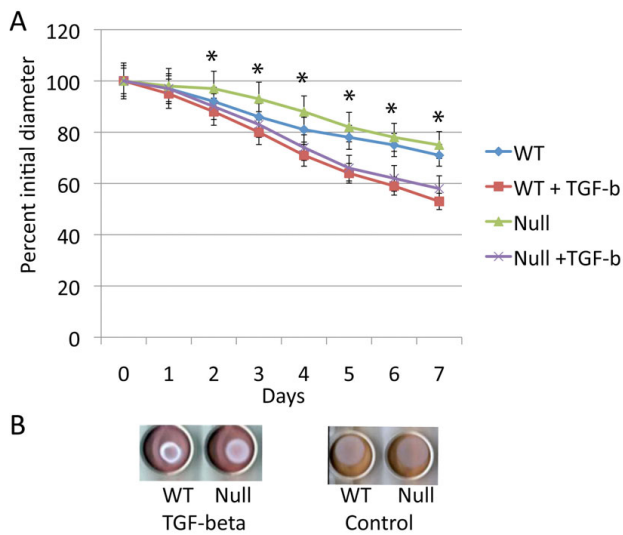 A
120
100
80
60
40
20
0
Percent initial diameter
* * * * * *
0 1 2 3 4 5 6 7
Days
WT
WT + TGF-b
Null
Null +TGF-b
B
WT Null WT Null
TGF-beta Control